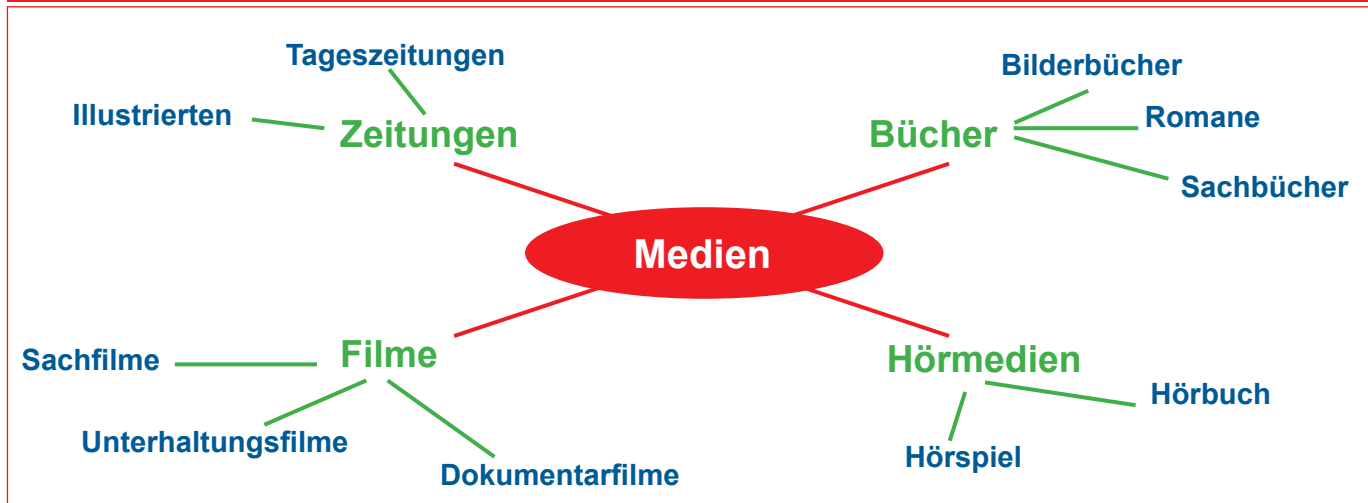 Tageszeitungen
Illustrierten
Zeitungen
Bilderbücher
Romane
Bücher
Sachbücher
Medien
Filme
Sachfilme
Unterhaltungsfilme
Dokumentarfilme
Hörmedien
Hörbuch
Hörspiel